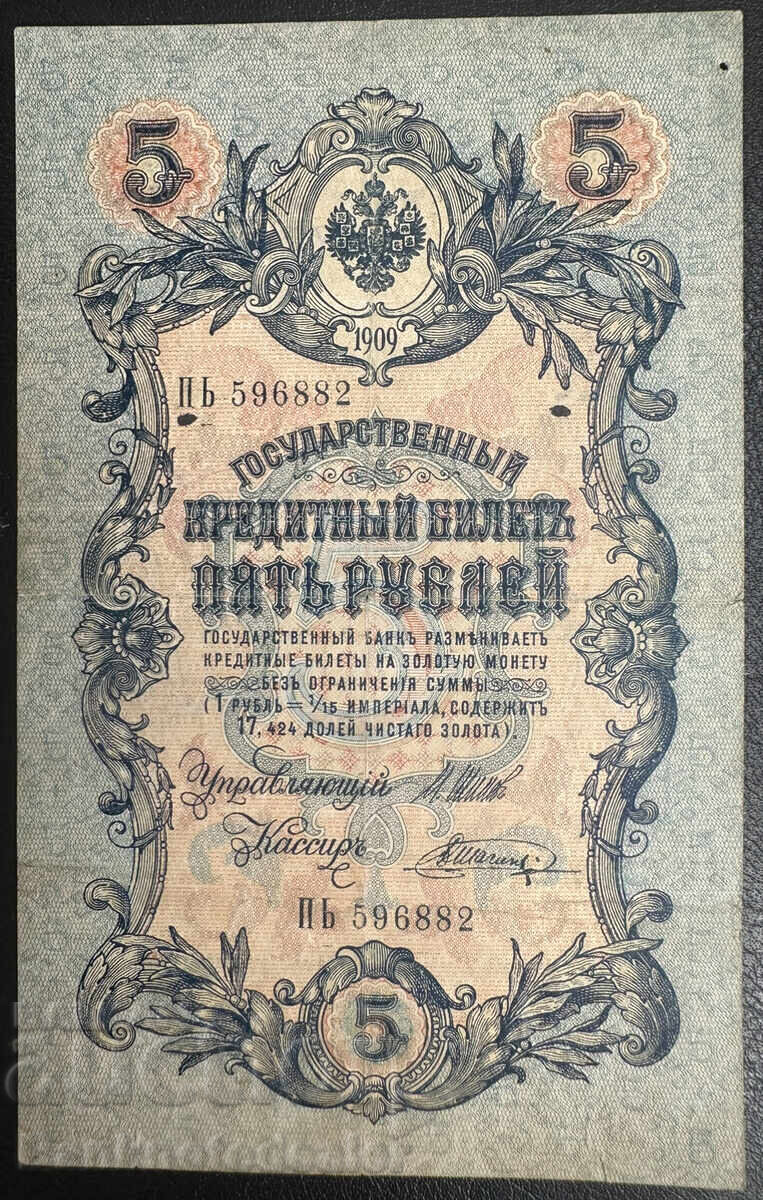 5 5
1909
ПЬ 596882
ГОСУДАРСТВЕННЫЙ
КРЕДИТНЫЙ БИЛЕТЪ
ПЯТЬ РУБЛЕЙ
ГОСУДАРСТВЕННЫЙ БАНКЪ РАЗМѢНИВАЕТЪ
КРЕДИТНЫЕ БИЛЕТЫ НА ЗОЛОТУЮ МОНЕТУ
БЕЗЪ ОГРАНИЧЕНІЯ СУММЫ
(1 РУБЛЬ = 1/15 ИМПЕРІАЛА, СОДЕРЖИТЪ
17,424 ДОЛЕЙ ЧИСТАГО ЗОЛОТА).
Управляющій
Кассиръ
ПЬ 596882
5